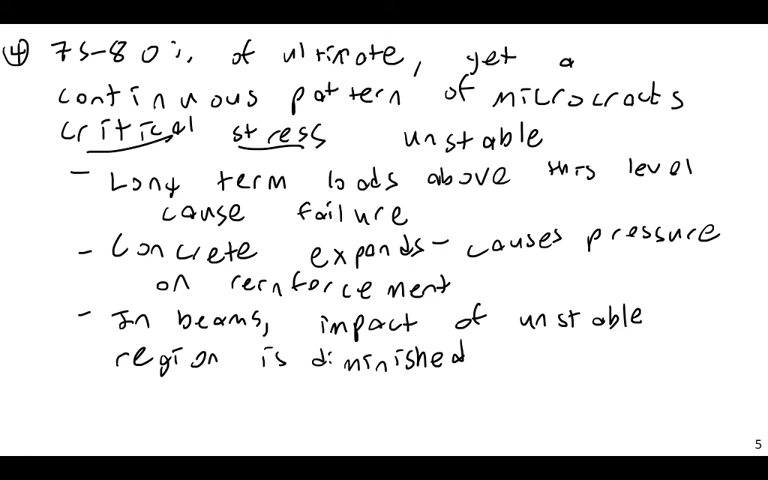 ④ 75-80% of ultimate, yet a
continuous pattern of microcracks
critical stress unstable
- Long term loads above this level
cause failure
- Concrete expands - causes pressure
on reinforcement
- In beams, impact of unstable
region is diminished
5